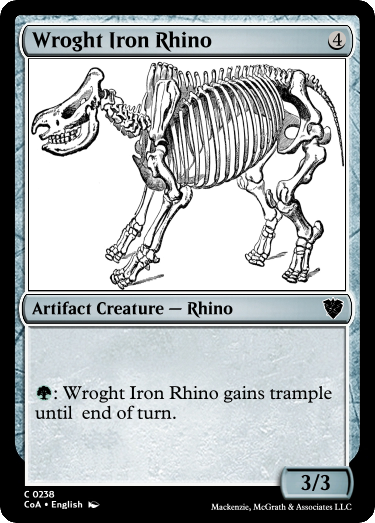 Wroght Iron Rhino 4
Artifact Creature — Rhino
: Wroght Iron Rhino gains trample
until end of turn.
3/3
C 0238
CoA • English
Mackenzie, McGrath & Associates LLC